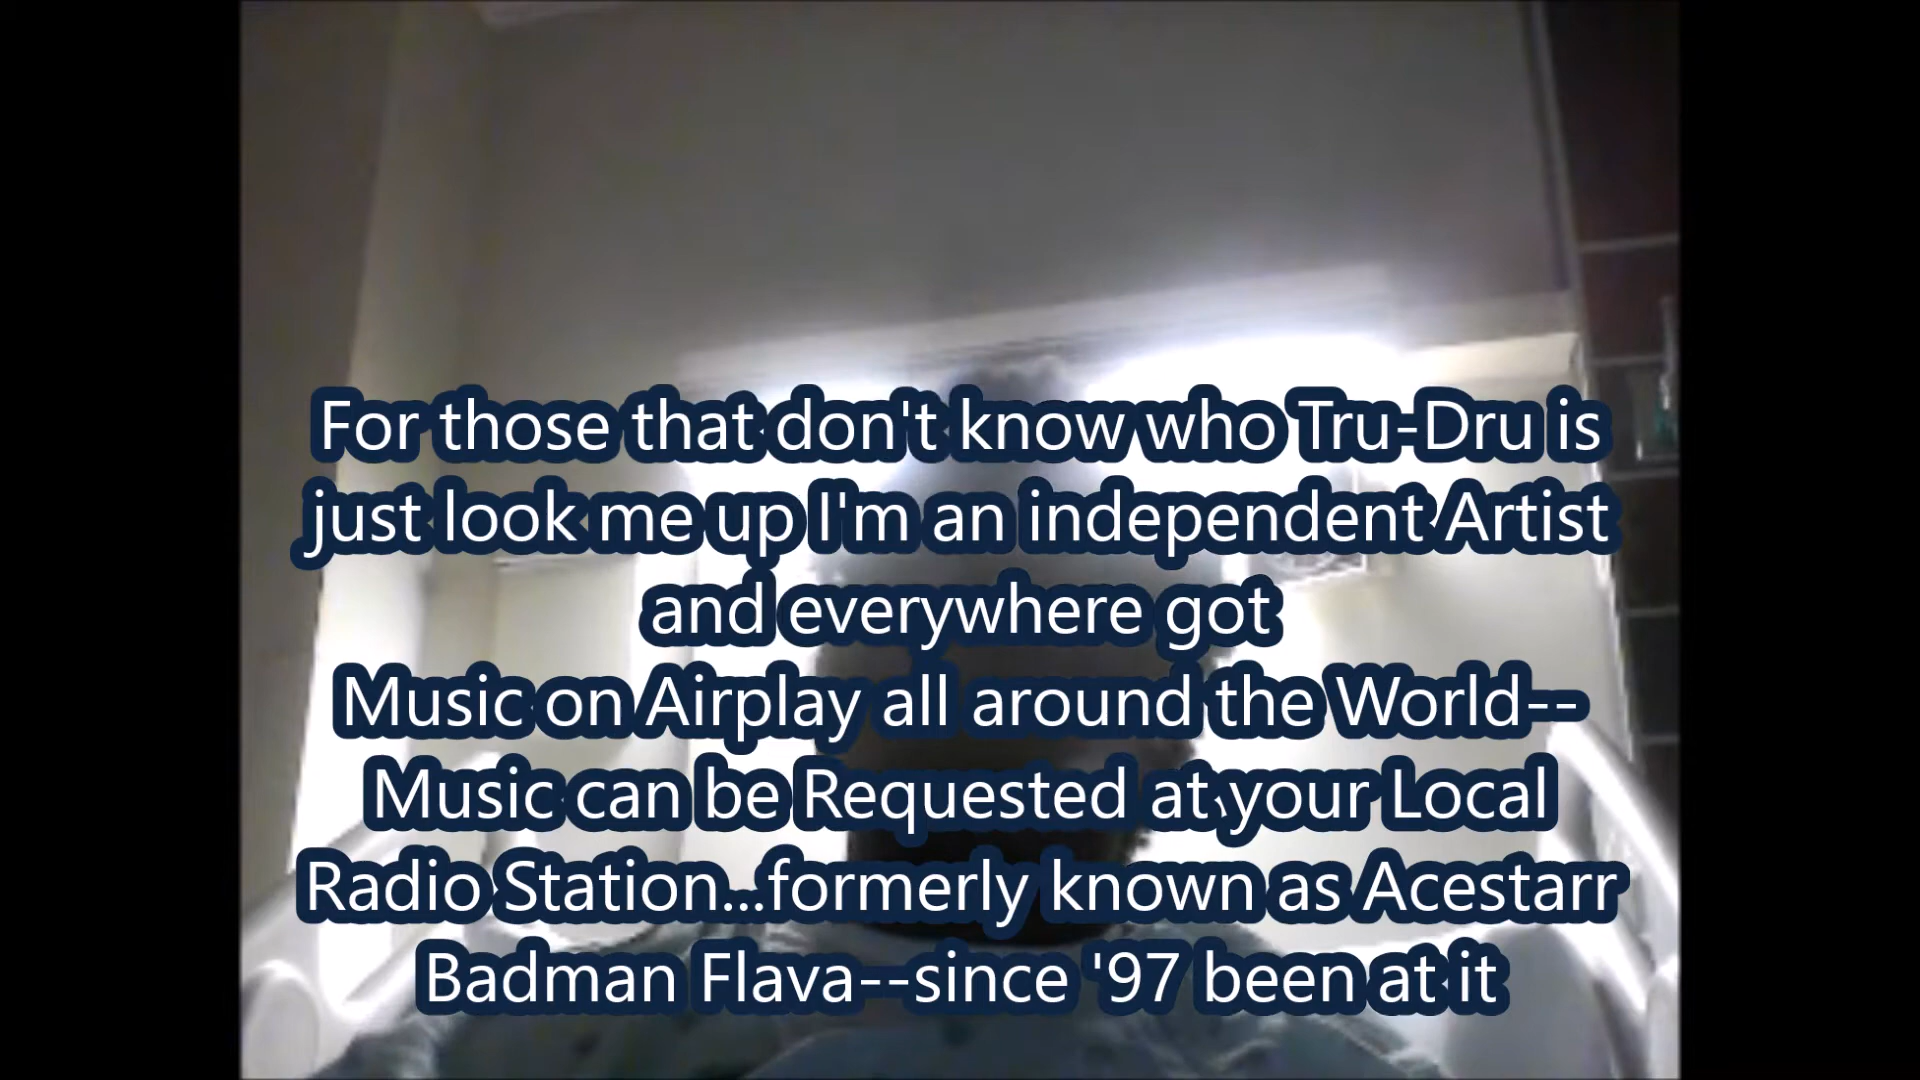 For those that don't know who Tru-Dru is
just look me up I'm an independent Artist
and everywhere got
Music on Airplay all around the World--
Music can be Requested at your Local
Radio Station...formerly known as Acestarr
Badman Flava--since '97 been at it